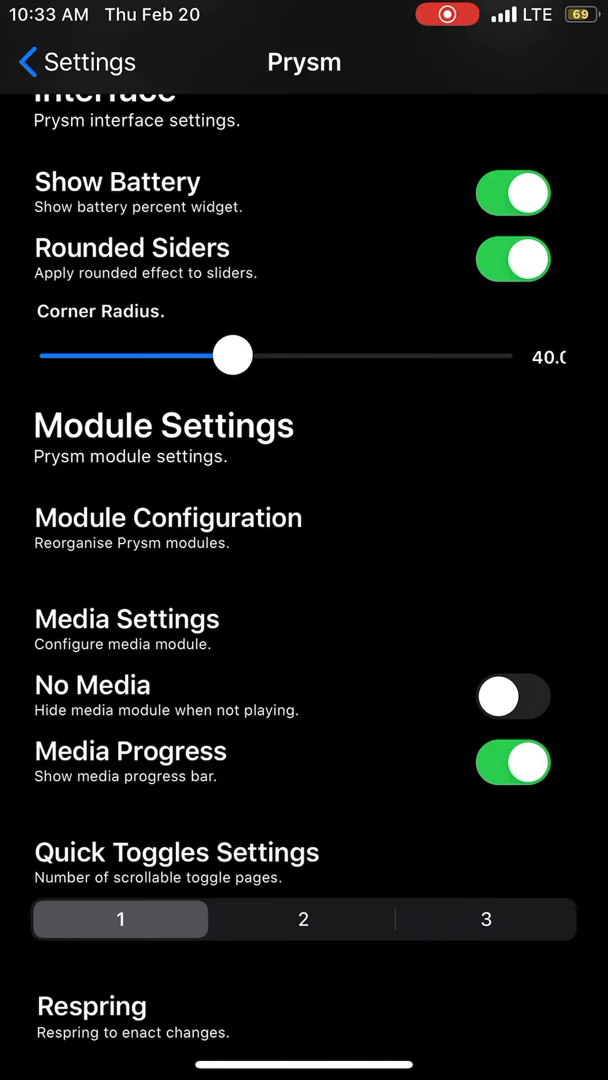 10:33 AM Thu Feb 20 LTE 69
Settings
Prysm
Interface
Prysm interface settings.
Show Battery
Show battery percent widget.
Rounded Siders
Apply rounded effect to sliders.
Corner Radius.
40.0
Module Settings
Prysm module settings.
Module Configuration
Reorganise Prysm modules.
Media Settings
Configure media module.
No Media
Hide media module when not playing.
Media Progress
Show media progress bar.
Quick Toggles Settings
Number of scrollable toggle pages.
1 2 3
Respring
Respring to enact changes.